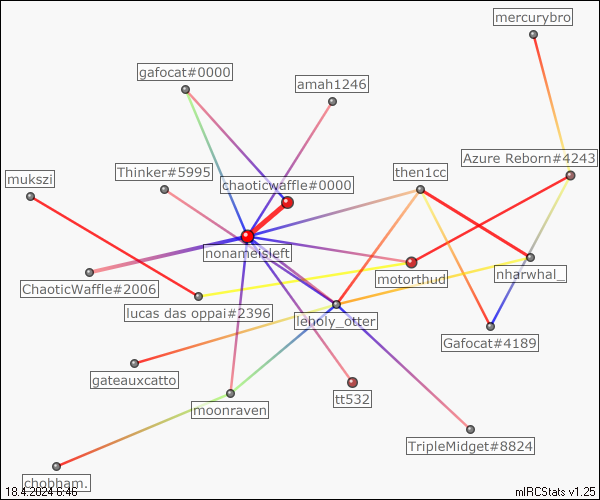 mercurybro
gafocat#0000
amah1246
Azure Reborn#4243
Thinker#5995
then1cc
mukszi
chaoticwaffle#0000
nonameisleft
nharwhal_
motorthud
ChaoticWaffle#2006
lucas das oppai#2396
leholy_otter
Gafocat#4189
gateauxcatto
tt532
moonraven
TripleMidget#8824
chobham.
18.4.2024 6:46
mIRCStats v1.25